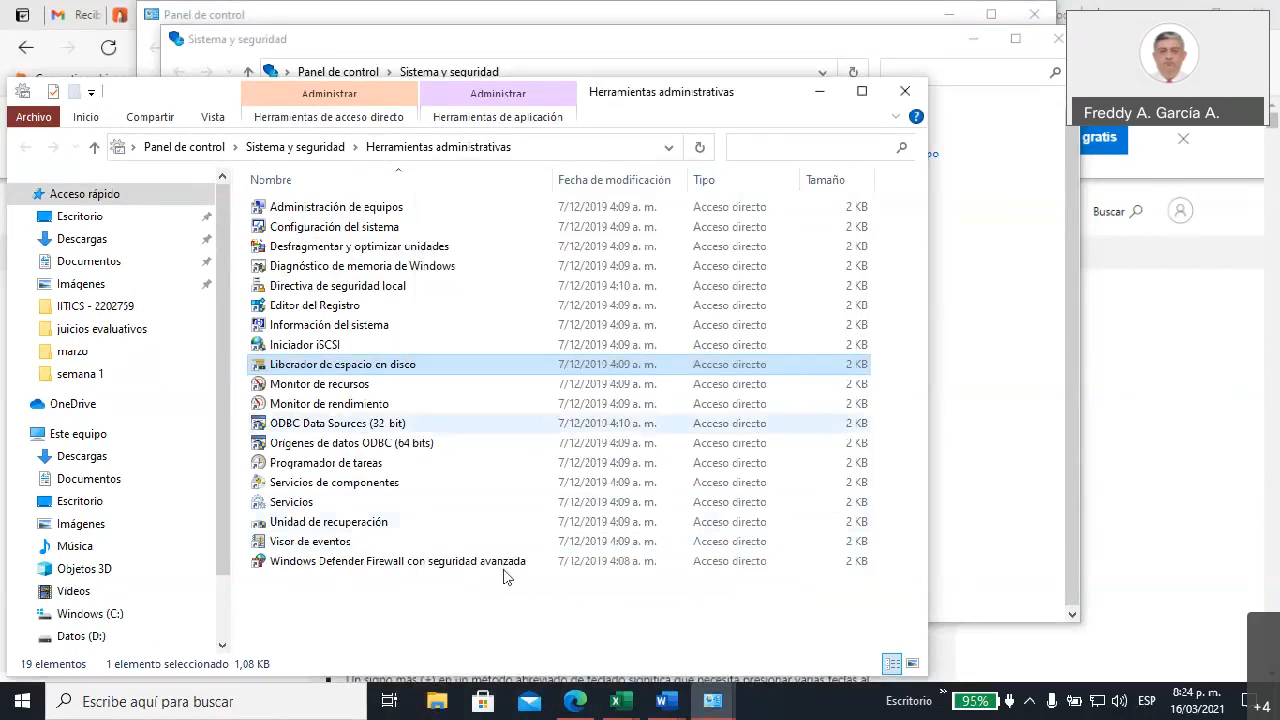 Recib
Panel de control
Sistema y seguridad
Panel de control > Sistema y seguridad
Freddy A. García A.
Administrar
Administrar
Herramientas administrativas
Archivo
Inicio
Compartir
Vista
Herramientas de acceso directo
Herramientas de aplicación
gratis
Panel de control > Sistema y seguridad > Herramientas administrativas
Buscar
Nombre
Fecha de modificación
Tipo
Tamaño
Acceso rápido
Escritorio
Descargas
Documentos
Imágenes
IITICS - 2202759
juicios evaluativos
marzo
semana 1
OneDrive
Este equipo
Descargas
Documentos
Escritorio
Imágenes
Música
Objetos 3D
Vídeos
Windows (C:)
Datos (D:)
Administración de equipos 7/12/2019 4:09 a. m. Acceso directo 2 KB
Configuración del sistema 7/12/2019 4:09 a. m. Acceso directo 2 KB
Desfragmentar y optimizar unidades 7/12/2019 4:09 a. m. Acceso directo 2 KB
Diagnóstico de memoria de Windows 7/12/2019 4:09 a. m. Acceso directo 2 KB
Directiva de seguridad local 7/12/2019 4:10 a. m. Acceso directo 2 KB
Editor del Registro 7/12/2019 4:09 a. m. Acceso directo 2 KB
Información del sistema 7/12/2019 4:09 a. m. Acceso directo 2 KB
Iniciador iSCSI 7/12/2019 4:09 a. m. Acceso directo 2 KB
Liberador de espacio en disco 7/12/2019 4:09 a. m. Acceso directo 2 KB
Monitor de recursos 7/12/2019 4:09 a. m. Acceso directo 2 KB
Monitor de rendimiento 7/12/2019 4:09 a. m. Acceso directo 2 KB
ODBC Data Sources (32-bit) 7/12/2019 4:10 a. m. Acceso directo 2 KB
Orígenes de datos ODBC (64 bits) 7/12/2019 4:09 a. m. Acceso directo 2 KB
Programador de tareas 7/12/2019 4:09 a. m. Acceso directo 2 KB
Servicios de componentes 7/12/2019 4:09 a. m. Acceso directo 2 KB
Servicios 7/12/2019 4:09 a. m. Acceso directo 2 KB
Unidad de recuperación 7/12/2019 4:09 a. m. Acceso directo 2 KB
Visor de eventos 7/12/2019 4:09 a. m. Acceso directo 2 KB
Windows Defender Firewall con seguridad avanzada 7/12/2019 4:08 a. m. Acceso directo 2 KB
19 elementos
1 elemento seleccionado 1,08 KB
Un signo más (+) en un método abreviado de teclado significa que necesita presionar varias teclas al
Escribe aquí para buscar
Escritorio
95%
ESP
8:24 p. m.
16/03/2021
+4